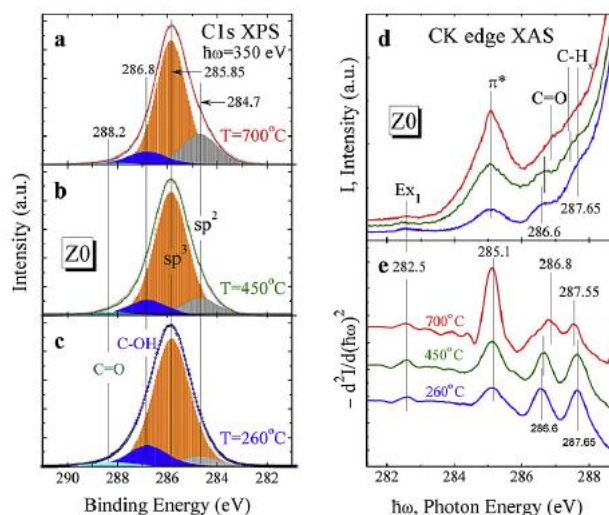 a
C1s XPS
ħω=350 eV
286.8
285.85
284.7
288.2
T=700°C
b
Z0
sp²
sp³
T=450°C
c
C-OH
C=O
T=260°C
Intensity (a.u.)
290 288 286 284 282
Binding Energy (eV)
d
CK edge XAS
C-Hx
π*
C=O
Z0
Ex1
287.65
286.6
I, Intensity (a.u.)
e
285.1
282.5
286.8
287.55
700°C
450°C
260°C
286.6
287.65
– d²I/d(ħω)²
282 284 286 288
ħω, Photon Energy (eV)